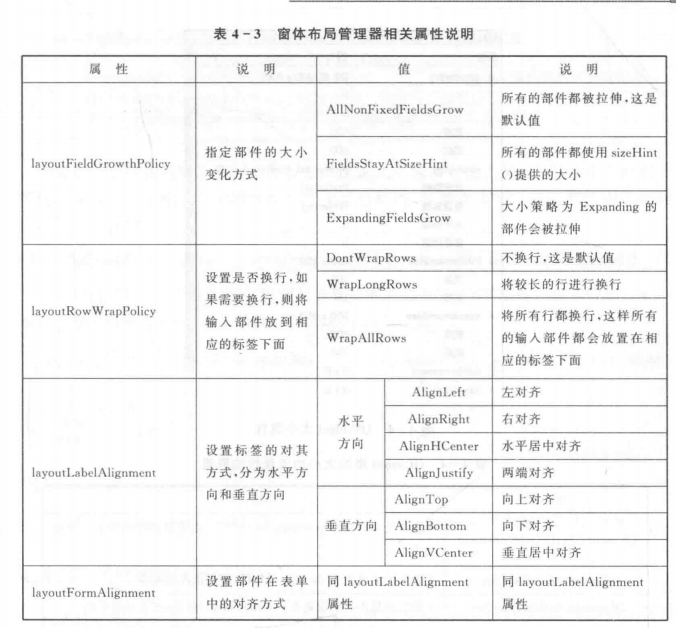 表 4-3 窗体布局管理器相关属性说明
属 性 说 明 值 说 明
layoutFieldGrowthPolicy
指定部件的大小
变化方式
AllNonFixedFieldsGrow
所有的部件都被拉伸,这是
默认值
FieldsStayAtSizeHint
所有的部件都使用 sizeHint
()提供的大小
ExpandingFieldsGrow
大小策略为 Expanding 的
部件会被拉伸
layoutRowWrapPolicy
设置是否换行,如
果需要换行,则将
输入部件放到相
应的标签下面
DontWrapRows
不换行,这是默认值
WrapLongRows
将较长的行进行换行
WrapAllRows
将所有行都换行,这样所有
的输入部件都会放置在相
应的标签下面
layoutLabelAlignment
设置标签的对其
方式,分为水平方
向和垂直方向
水平
方向
AlignLeft
左对齐
AlignRight
右对齐
AlignHCenter
水平居中对齐
AlignJustify
两端对齐
垂直方向
AlignTop
向上对齐
AlignBottom
向下对齐
AlignVCenter
垂直居中对齐
layoutFormAlignment
设置部件在表单
中的对齐方式
同 layoutLabelAlignment
属性
同 layoutLabelAlignment
属性